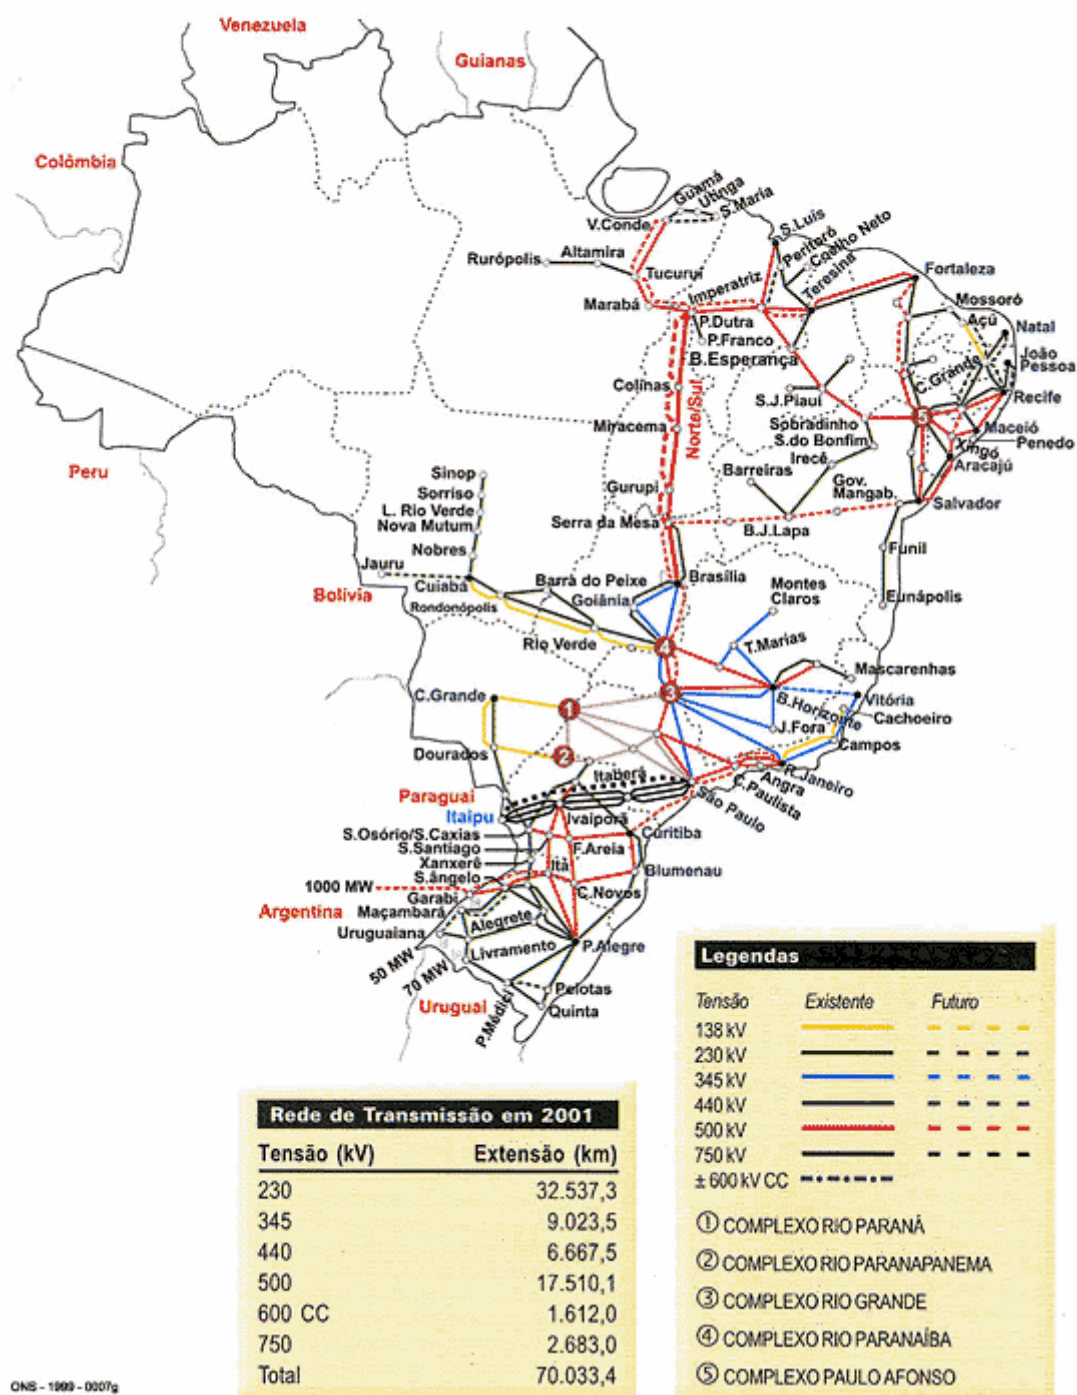 Venezuela
Guianas
Colômbia
Guamá
Utinga
S.Maria
V.Conde
S.Luis
Peritoró
Coelho Neto
Altamira
Rurópolis
Tucuruí
Teresina
Fortaleza
Imperatriz
Marabá
Mossoró
Açú
Natal
P.Dutra
P.Franco
B.Esperança
C.Grande
João
Pessoa
Colinas
Norte/Sul
S.J.Piauí
Recife
Miracema
Sobradinho
Maceió
S.do Bonfim
Xingó
Penedo
Peru
Irecê
Aracajú
Barreiras
Sinop
Gov.
Mangab.
Sorriso
Gurupi
L. Rio Verde
Salvador
Nova Mutum
Serra da Mesa
B.J.Lapa
Nobres
Funil
Jauru
Cuiabá
Barra do Peixe
Brasília
Montes
Claros
Bolívia
Goiânia
Eunápolis
Rondonópolis
Rio Verde
T.Marias
4
Mascarenhas
C.Grande
3
Vitória
1
B.Horizonte
Cachoeiro
J.Fora
Dourados
2
Campos
R.Janeiro
Itaberá
Angra
C.Paulista
Paraguai
São Paulo
Itaipu
Ivaiporã
S.Osório/S.Caxias
Curitiba
S.Santiago
F.Areia
Xanxerê
Itá
Blumenau
S.ângelo
1000 MW
C.Novos
Garabi
Argentina
Maçambará
Alegrete
Uruguaiana
P.Alegre
Livramento
50 MW
70 MW
Pelotas
Uruguai
P.Médici
Quinta
5
Legendas
Tensão Existente Futuro
138 kV
230 kV
345 kV
440 kV
500 kV
750 kV
± 600 kV CC
① COMPLEXO RIO PARANÁ
② COMPLEXO RIO PARANAPANEMA
③ COMPLEXO RIO GRANDE
④ COMPLEXO RIO PARANAÍBA
⑤ COMPLEXO PAULO AFONSO
Rede de Transmissão em 2001
Tensão (kV) Extensão (km)
230 32.537,3
345 9.023,5
440 6.667,5
500 17.510,1
600 CC 1.612,0
750 2.683,0
Total 70.033,4
ONS - 1999 - 0007g